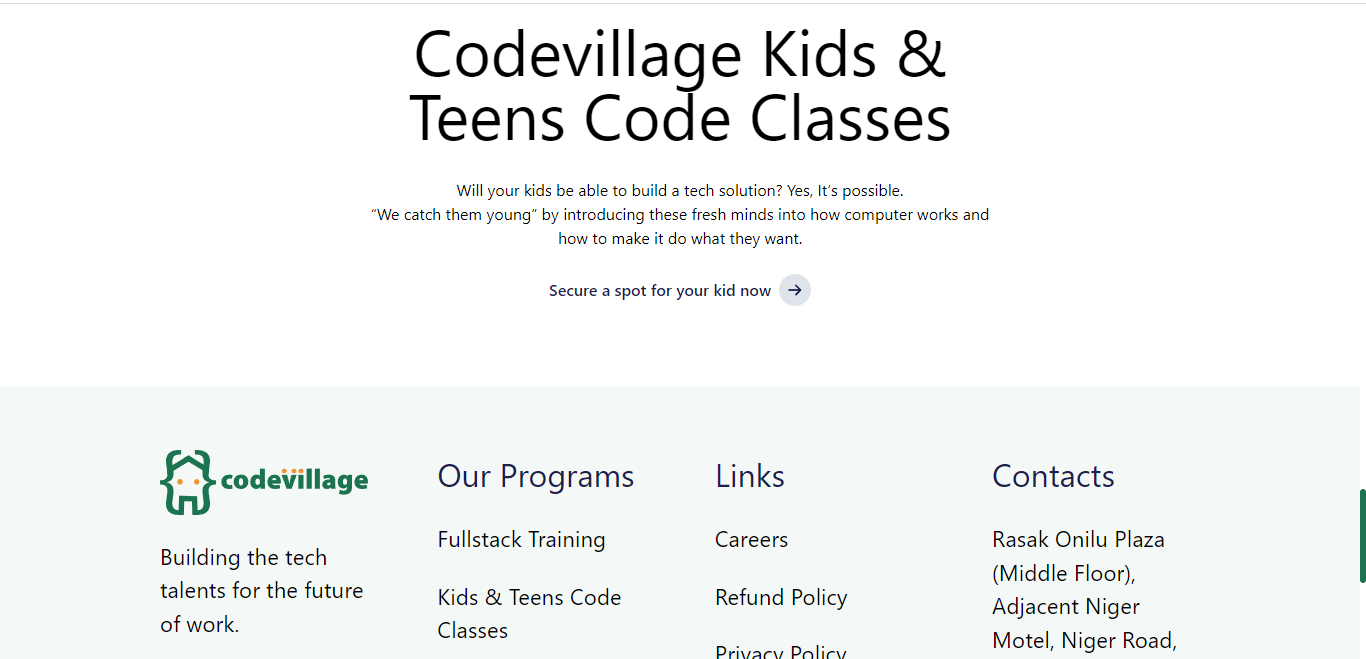 Codevillage Kids &
Teens Code Classes
Will your kids be able to build a tech solution? Yes, It’s possible.
“We catch them young” by introducing these fresh minds into how computer works and
how to make it do what they want.
Secure a spot for your kid now
codevillage
Building the tech
talents for the future
of work.
Our Programs
Fullstack Training
Kids & Teens Code
Classes
Links
Careers
Refund Policy
Privacy Policy
Contacts
Rasak Onilu Plaza
(Middle Floor),
Adjacent Niger
Motel, Niger Road,